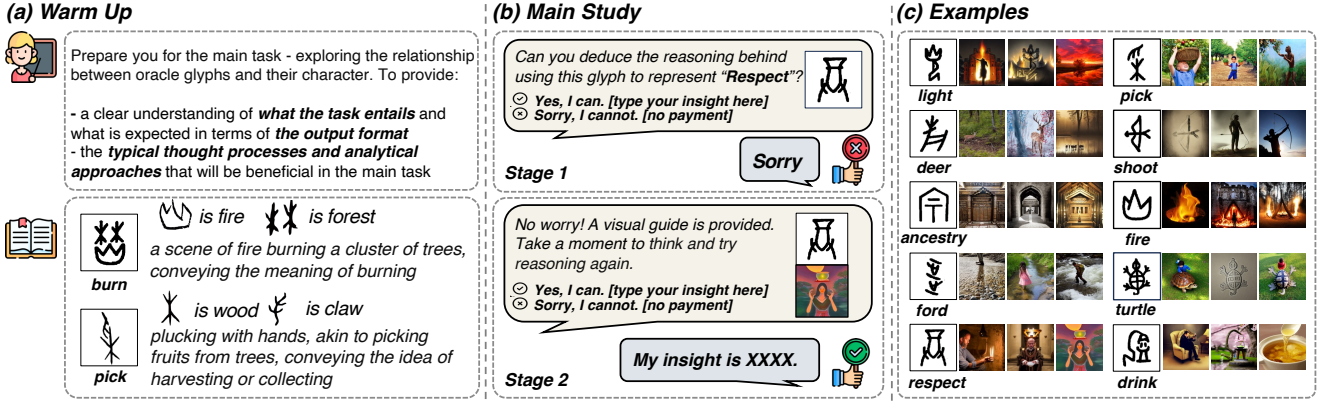 (a) Warm Up
Prepare you for the main task - exploring the relationship
between oracle glyphs and their character. To provide:
- a clear understanding of what the task entails and
what is expected in terms of the output format
- the typical thought processes and analytical
approaches that will be beneficial in the main task
burn
is fire
is forest
a scene of fire burning a cluster of trees,
conveying the meaning of burning
pick
is wood
is claw
plucking with hands, akin to picking
fruits from trees, conveying the idea of
harvesting or collecting
(b) Main Study
Can you deduce the reasoning behind
using this glyph to represent “Respect”?
Yes, I can. [type your insight here]
Sorry, I cannot. [no payment]
Sorry
Stage 1
No worry! A visual guide is provided.
Take a moment to think and try
reasoning again.
Yes, I can. [type your insight here]
Sorry, I cannot. [no payment]
My insight is XXXX.
Stage 2
(c) Examples
light
pick
deer
shoot
ancestry
fire
ford
turtle
respect
drink